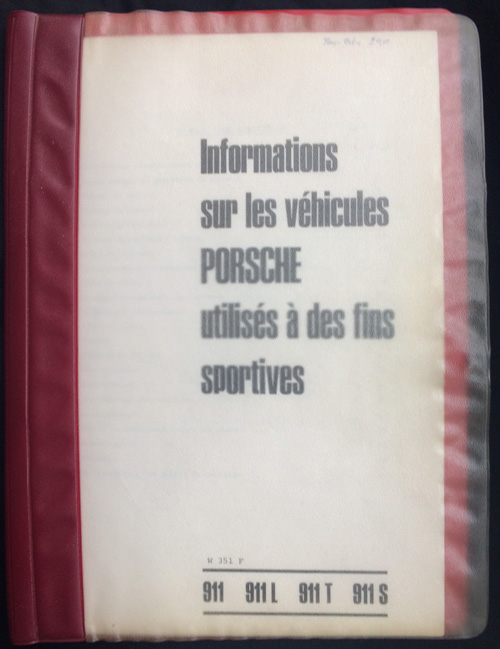 Informations
sur les véhicules
PORSCHE
utilisés à des fins
sportives
W 351 F
911 911 L 911 T 911 S